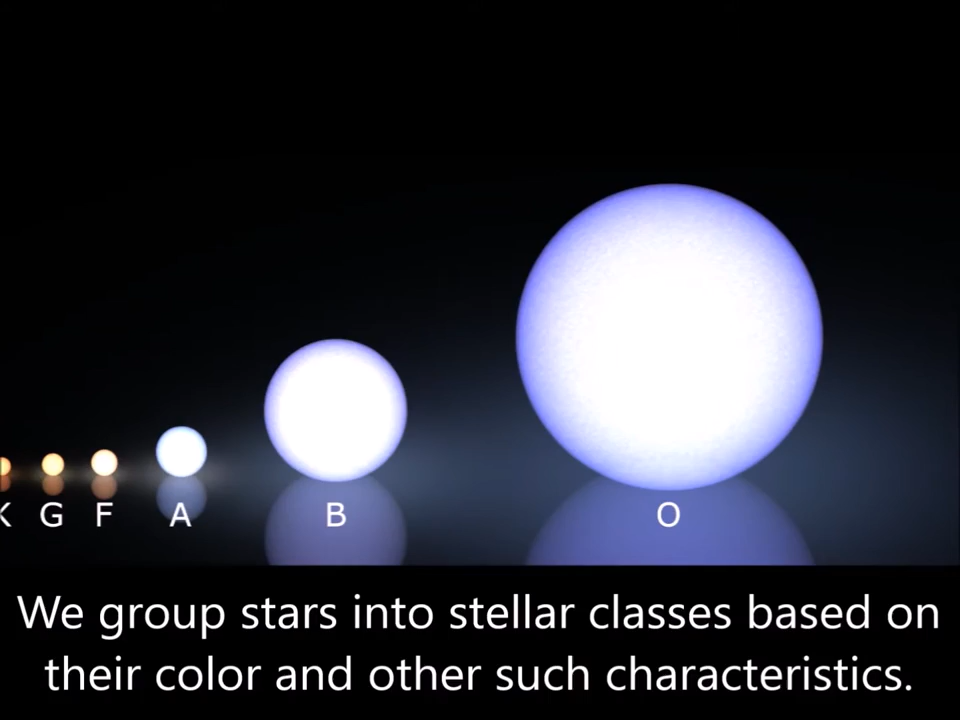 K G F A B O
We group stars into stellar classes based on
their color and other such characteristics.